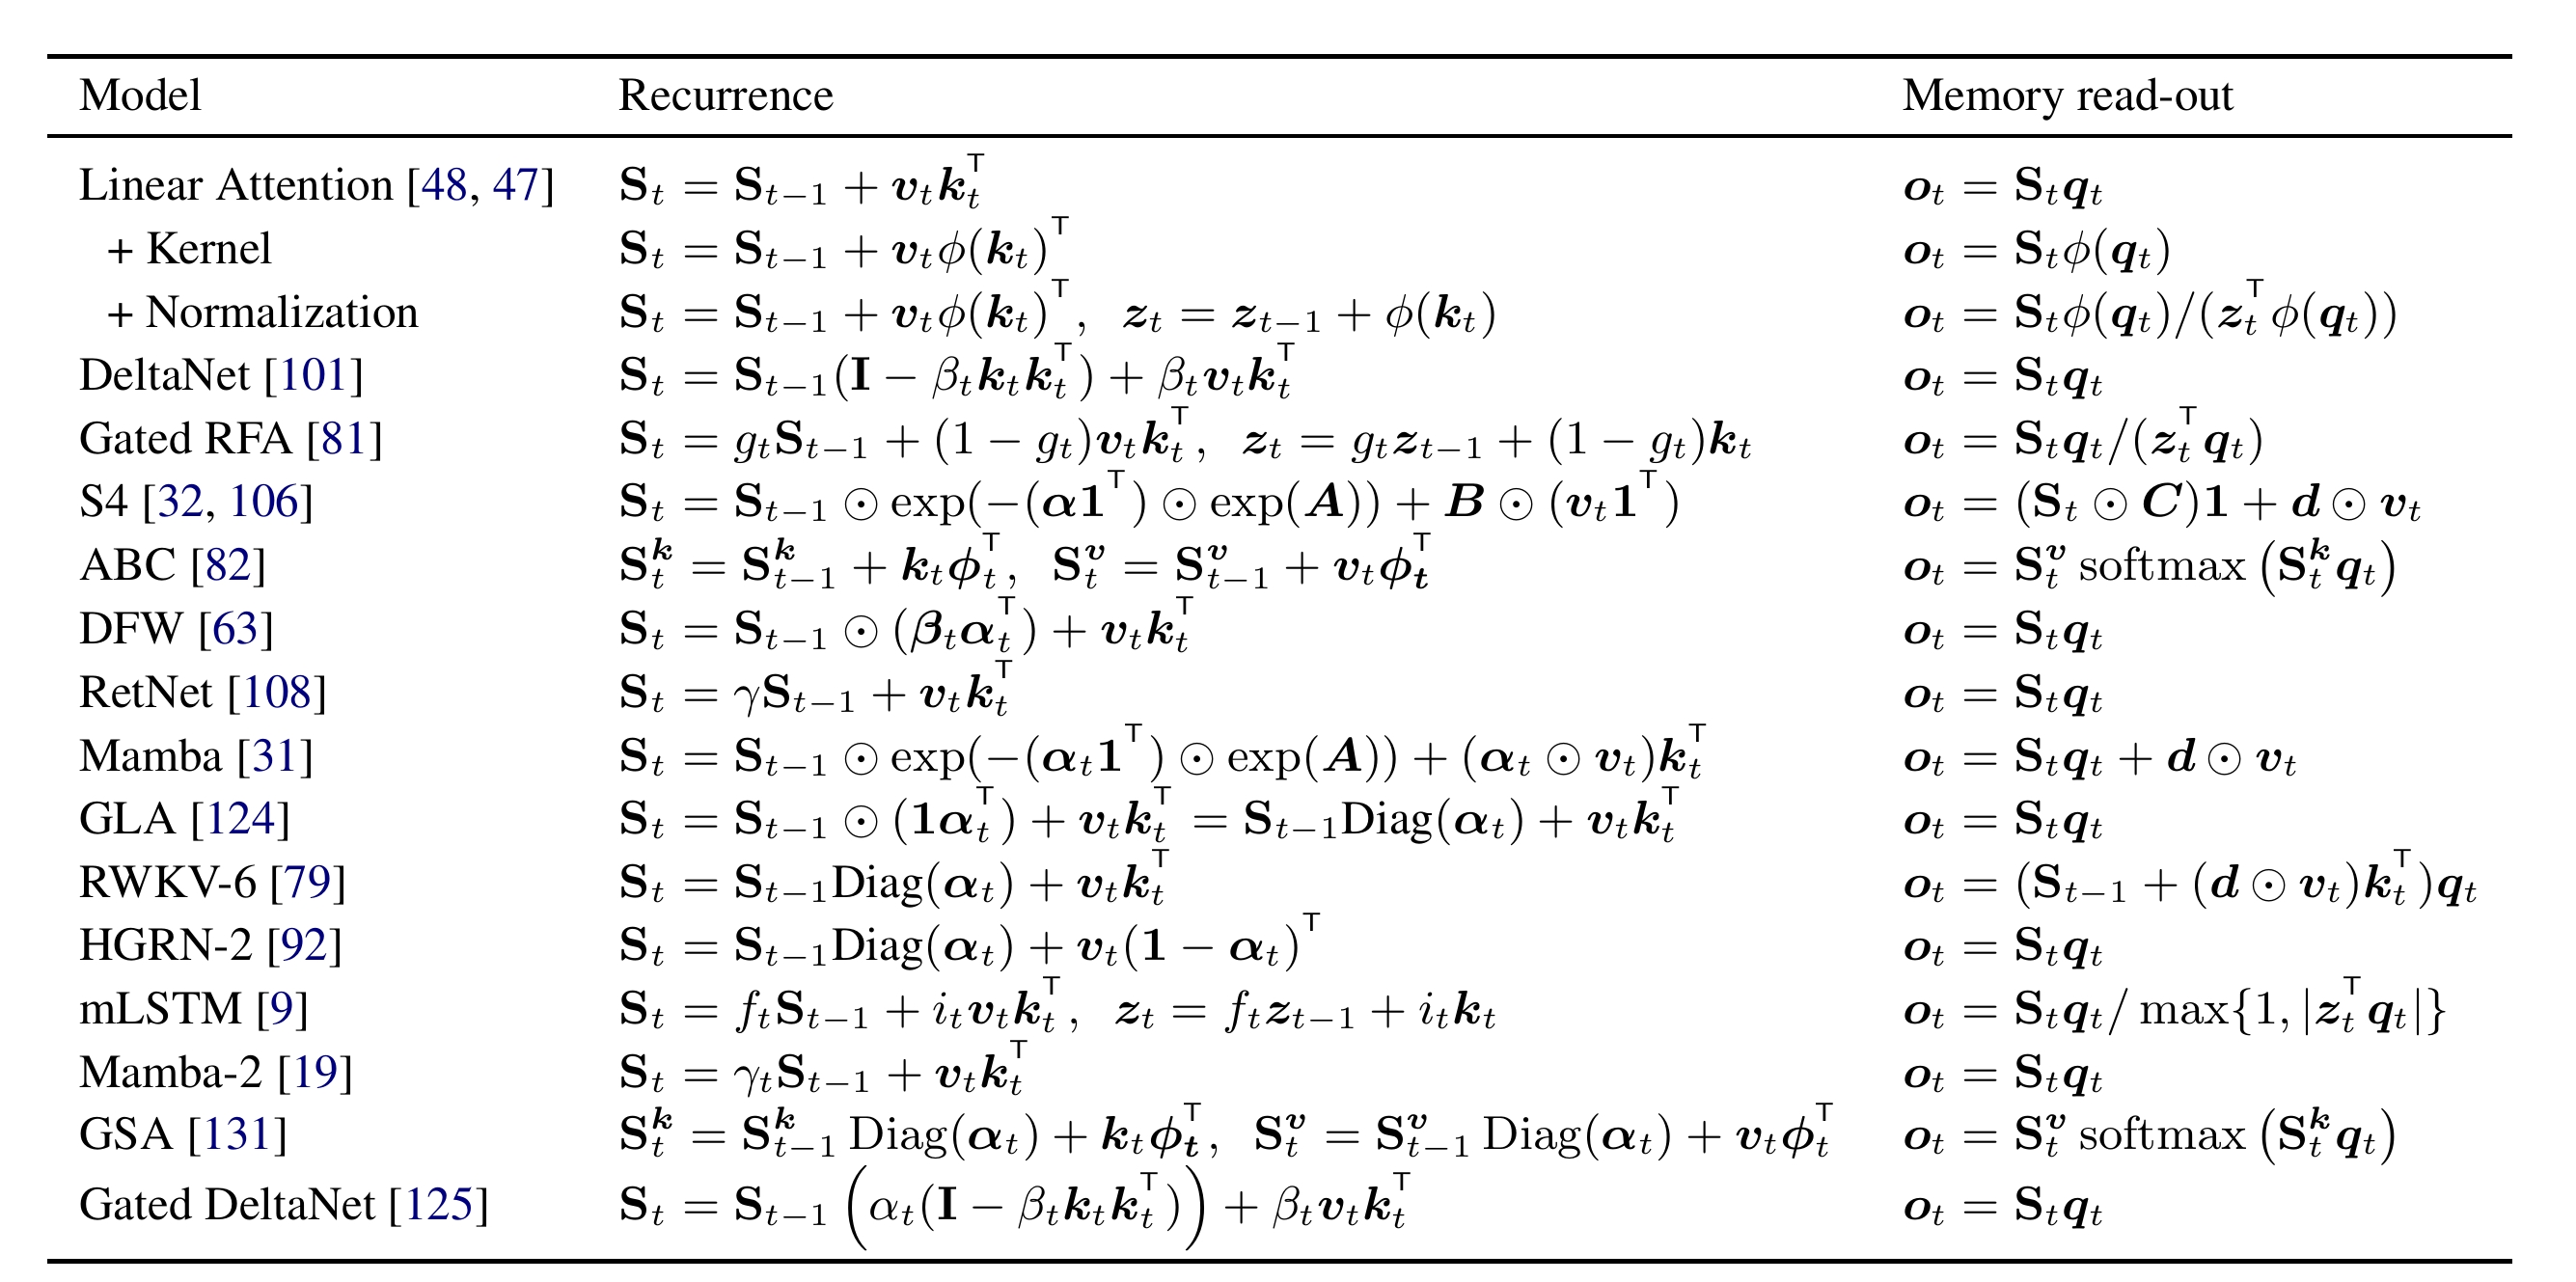 Model Recurrence Memory read-out
Linear Attention [48, 47] S_t = S_{t−1} + v_t k_t^⊤ o_t = S_t q_t
+ Kernel S_t = S_{t−1} + v_t ϕ(k_t)^⊤ o_t = S_t ϕ(q_t)
+ Normalization S_t = S_{t−1} + v_t ϕ(k_t)^⊤, z_t = z_{t−1} + ϕ(k_t) o_t = S_t ϕ(q_t)/(z_t^⊤ ϕ(q_t))
DeltaNet [101] S_t = S_{t−1}(I − β_t k_t k_t^⊤) + β_t v_t k_t^⊤ o_t = S_t q_t
Gated RFA [81] S_t = g_t S_{t−1} + (1 − g_t) v_t k_t^⊤, z_t = g_t z_{t−1} + (1 − g_t) k_t o_t = S_t q_t/(z_t^⊤ q_t)
S4 [32, 106] S_t = S_{t−1} ⊙ exp(−(α1^⊤) ⊙ exp(A)) + B ⊙ (v_t 1^⊤) o_t = (S_t ⊙ C)1 + d ⊙ v_t
ABC [82] S_t^k = S_{t−1}^k + k_t ϕ_t^⊤, S_t^v = S_{t−1}^v + v_t ϕ_t^⊤ o_t = S_t^v softmax (S_t^k q_t)
DFW [63] S_t = S_{t−1} ⊙ (β_t α_t^⊤) + v_t k_t^⊤ o_t = S_t q_t
RetNet [108] S_t = γS_{t−1} + v_t k_t^⊤ o_t = S_t q_t
Mamba [31] S_t = S_{t−1} ⊙ exp(−(α_t 1^⊤) ⊙ exp(A)) + (α_t ⊙ v_t) k_t^⊤ o_t = S_t q_t + d ⊙ v_t
GLA [124] S_t = S_{t−1} ⊙ (1α_t^⊤) + v_t k_t^⊤ = S_{t−1}Diag(α_t) + v_t k_t^⊤ o_t = S_t q_t
RWKV-6 [79] S_t = S_{t−1}Diag(α_t) + v_t k_t^⊤ o_t = (S_{t−1} + (d ⊙ v_t) k_t^⊤) q_t
HGRN-2 [92] S_t = S_{t−1}Diag(α_t) + v_t (1 − α_t)^⊤ o_t = S_t q_t
mLSTM [9] S_t = f_t S_{t−1} + i_t v_t k_t^⊤, z_t = f_t z_{t−1} + i_t k_t o_t = S_t q_t/ max{1, |z_t^⊤ q_t|}
Mamba-2 [19] S_t = γ_t S_{t−1} + v_t k_t^⊤ o_t = S_t q_t
GSA [131] S_t^k = S_{t−1}^k Diag(α_t) + k_t ϕ_t^⊤, S_t^v = S_{t−1}^v Diag(α_t) + v_t ϕ_t^⊤ o_t = S_t^v softmax (S_t^k q_t)
Gated DeltaNet [125] S_t = S_{t−1} (α_t(I − β_t k_t k_t^⊤)) + β_t v_t k_t^⊤ o_t = S_t q_t